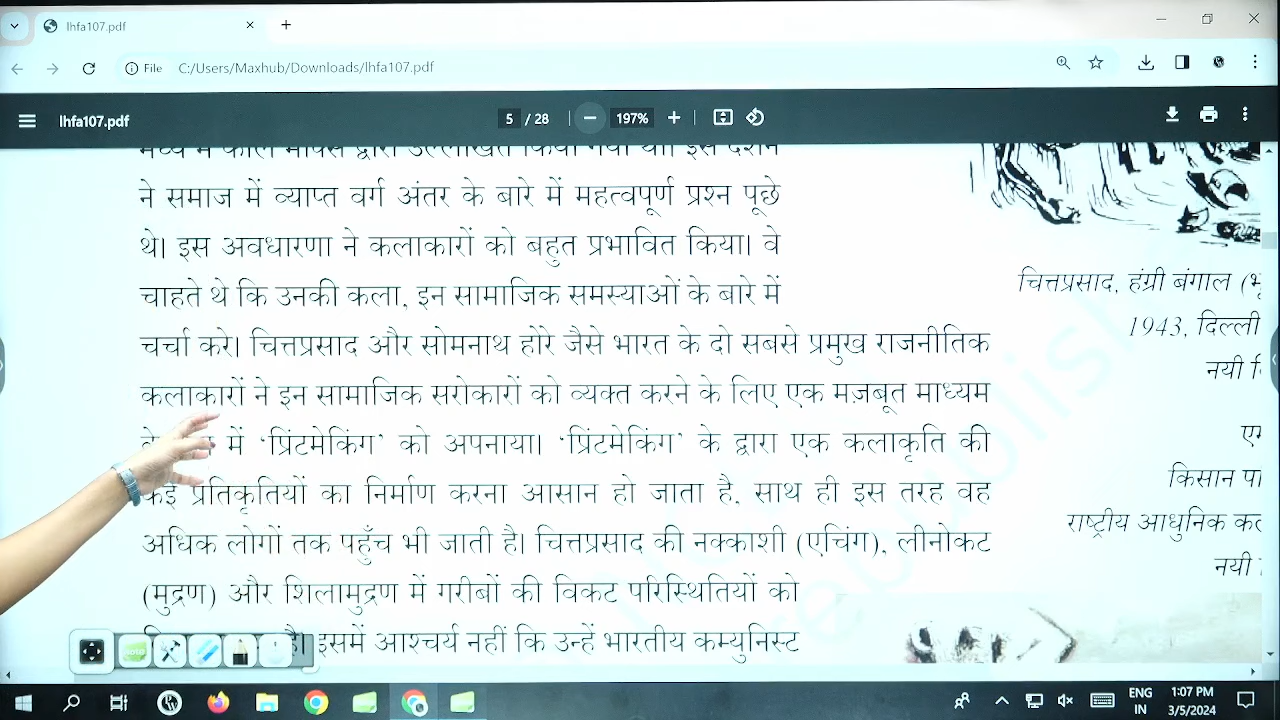 lhfa107.pdf
File C:/Users/Maxhub/Downloads/lhfa107.pdf
lhfa107.pdf
5 / 28
197%
ने समाज में व्याप्त वर्ग अंतर के बारे में महत्वपूर्ण प्रश्न पूछे
थे। इस अवधारणा ने कलाकारों को बहुत प्रभावित किया। वे
चाहते थे कि उनकी कला, इन सामाजिक समस्याओं के बारे में
चर्चा करे। चित्तप्रसाद और सोमनाथ होरे जैसे भारत के दो सबसे प्रमुख राजनीतिक
कलाकारों ने इन सामाजिक सरोकारों को व्यक्त करने के लिए एक मज़बूत माध्यम
में ‘प्रिंटमेकिंग’ को अपनाया। ‘प्रिंटमेकिंग’ के द्वारा एक कलाकृति की
कई प्रतिकृतियों का निर्माण करना आसान हो जाता है, साथ ही इस तरह वह
अधिक लोगों तक पहुँच भी जाती है। चित्तप्रसाद की नक्काशी (एचिंग), लीनोकट
(मुद्रण) और शिलामुद्रण में गरीबों की विकट परिस्थितियों को
है। इसमें आश्चर्य नहीं कि उन्हें भारतीय कम्युनिस्ट
चित्तप्रसाद, हंग्री बंगाल
1943, दिल्ली
नयी
किसान
राष्ट्रीय आधुनिक
नयी
ENG
IN
1:07 PM
3/5/2024